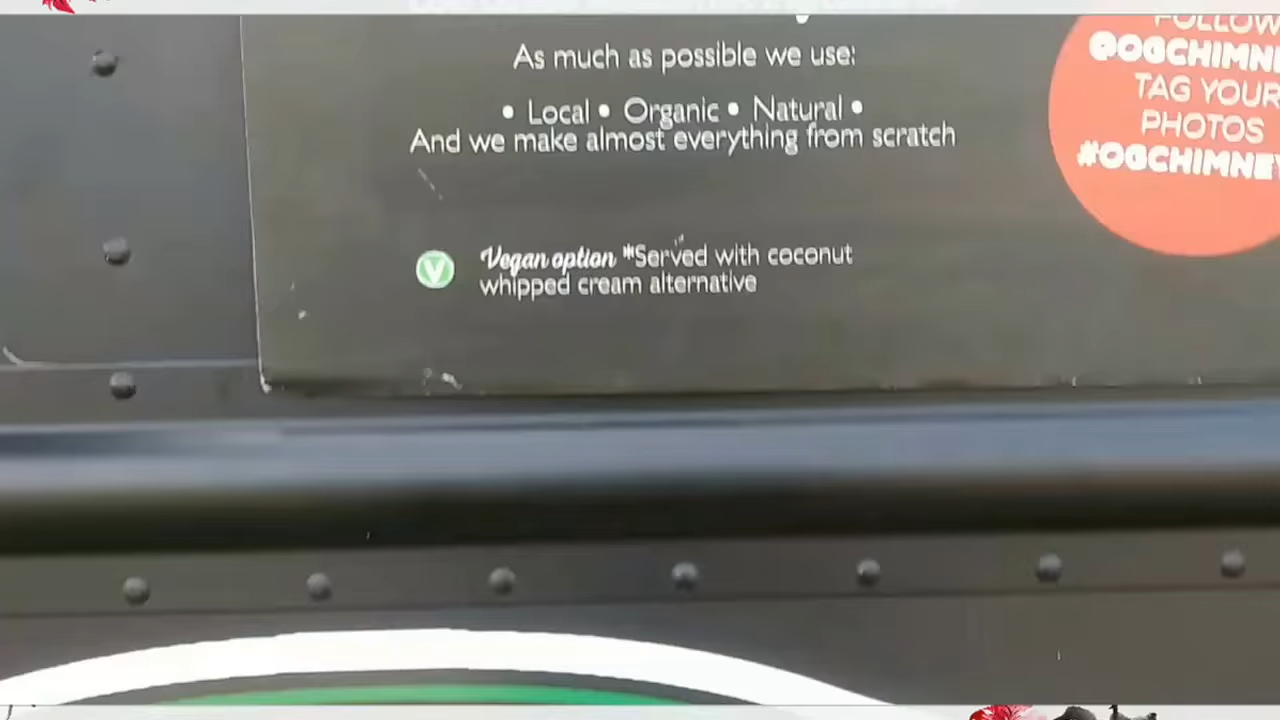 As much as possible we use:
• Local • Organic • Natural •
And we make almost everything from scratch
V Vegan option *Served with coconut
whipped cream alternative
FOLLOW
@OGCHIMNE
TAG YOUR
PHOTOS
#OGCHIMNEY